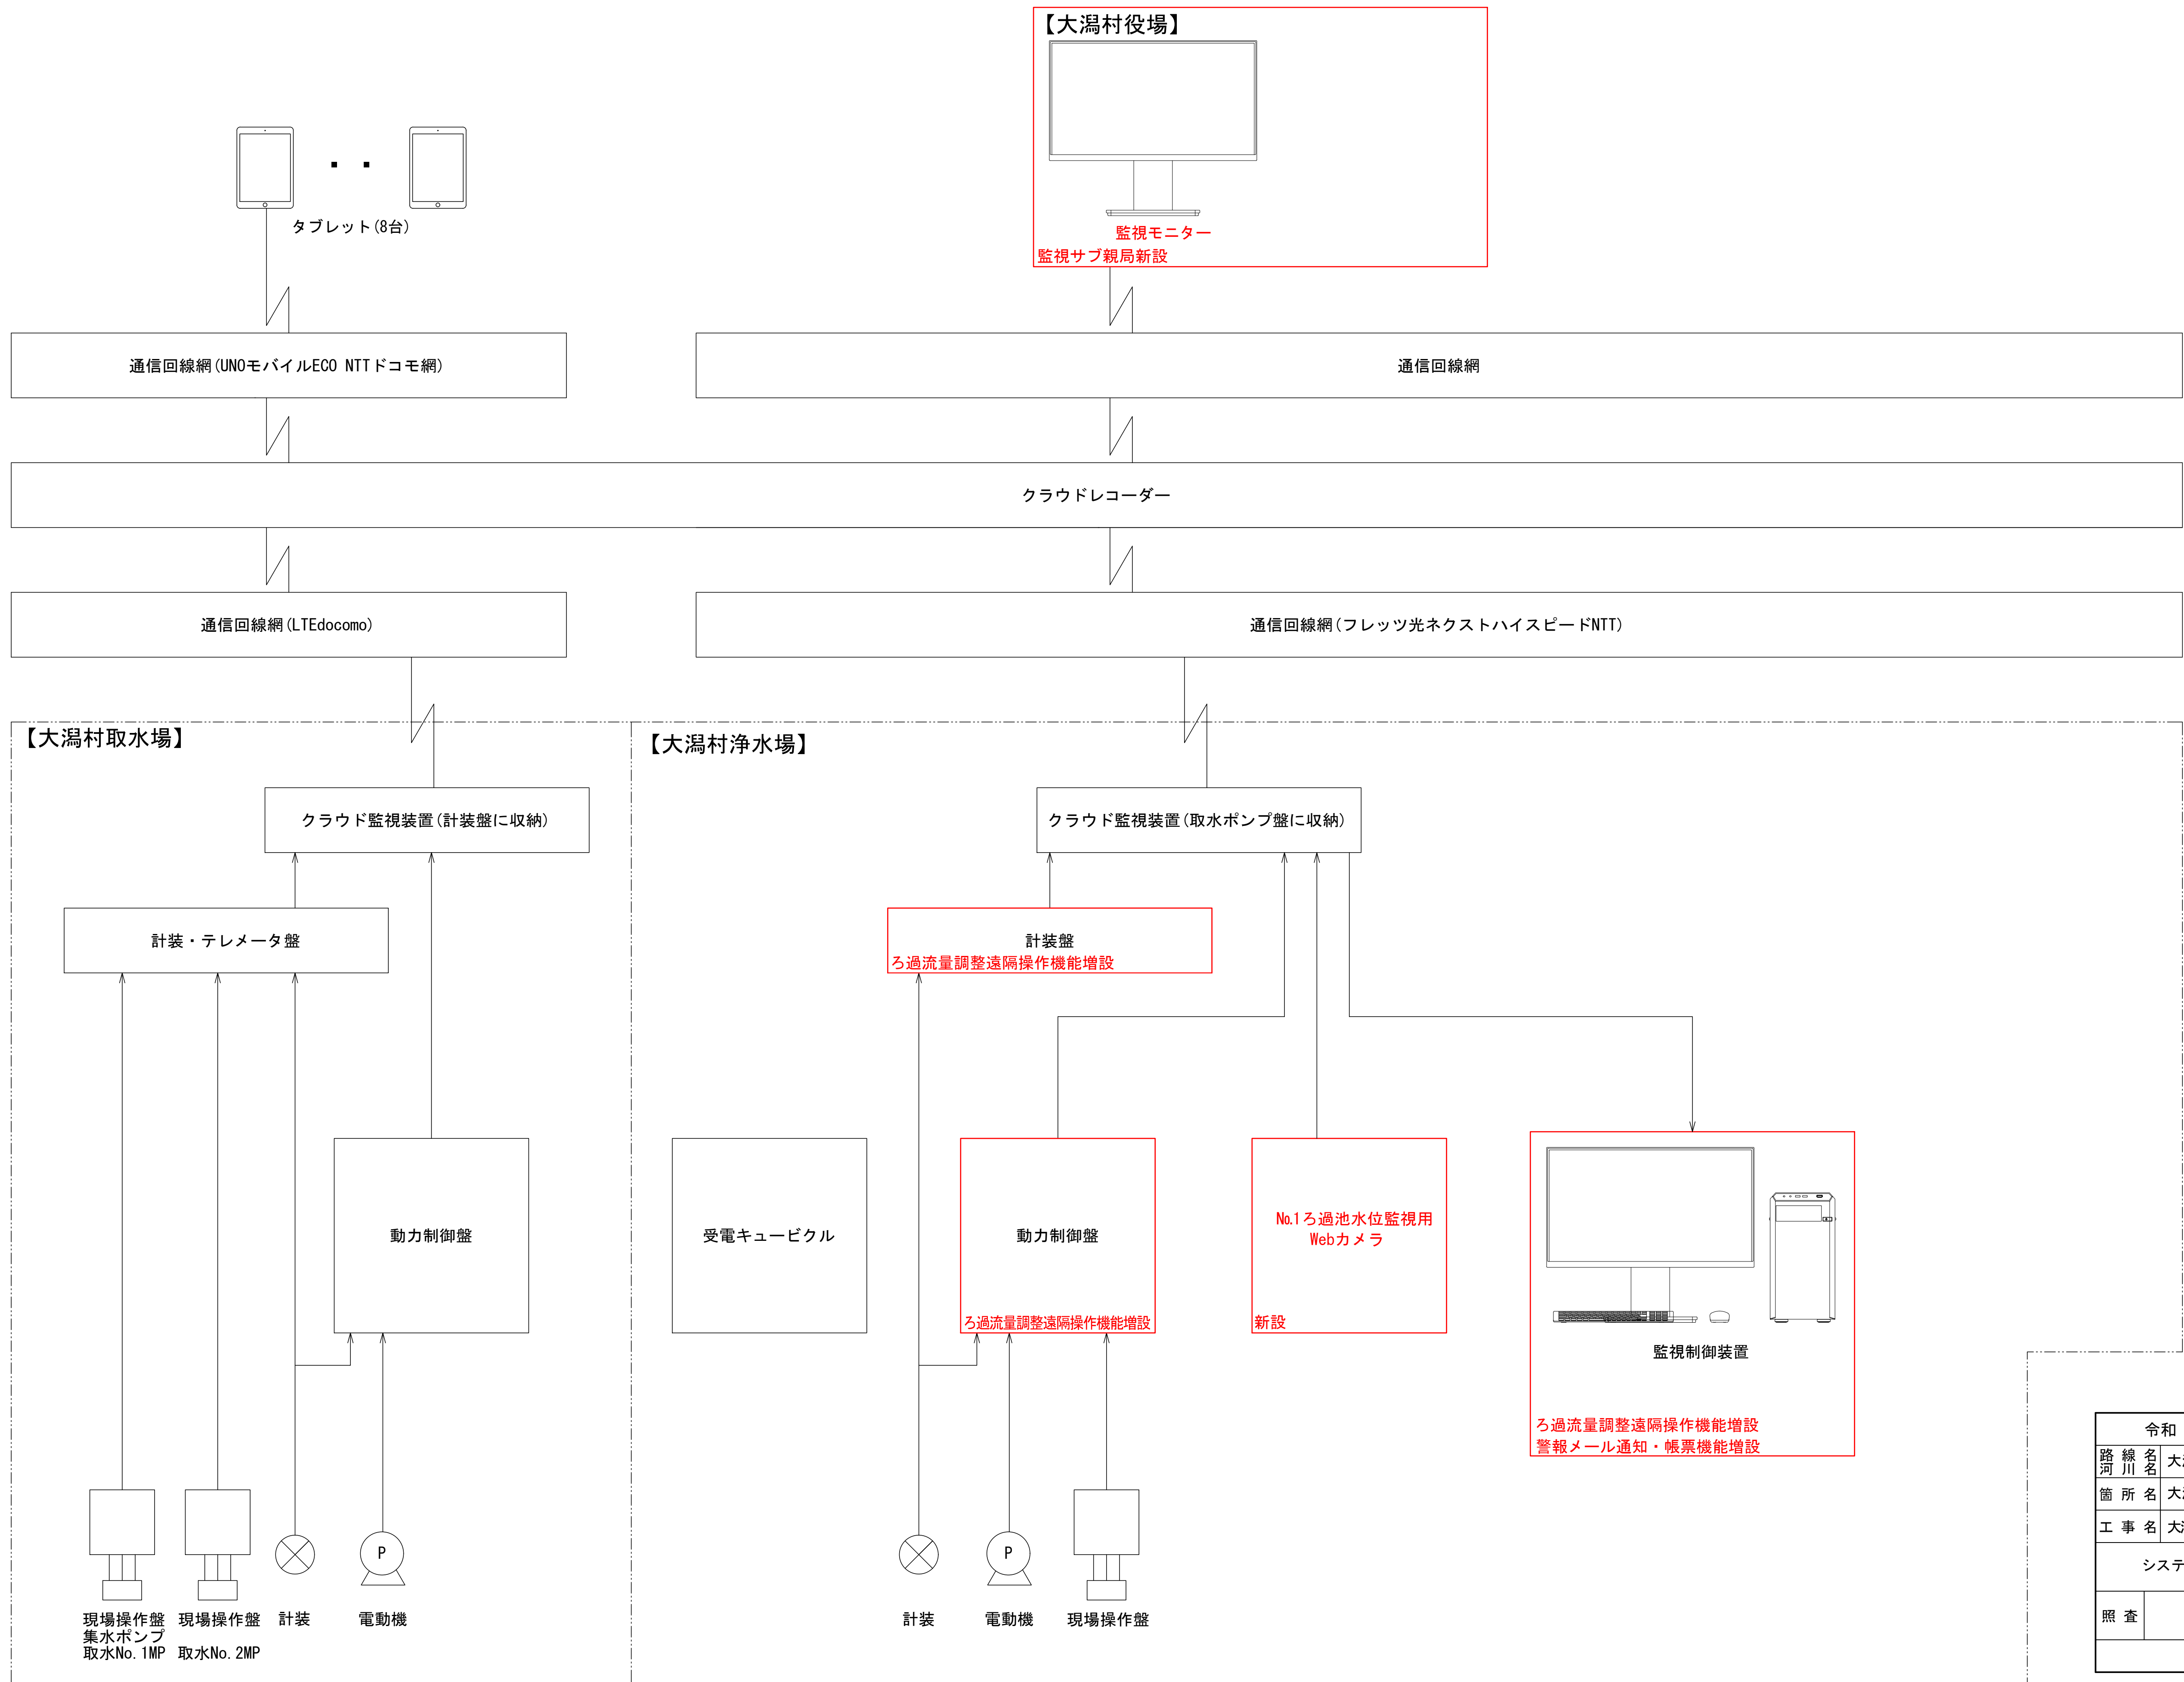 【大潟村役場】
監視モニター
監視サブ親局新設
タブレット(8台)
通信回線網(UNOモバイルECO NTTドコモ網)
通信回線網
クラウドレコーダー
通信回線網(LTEdocomo)
通信回線網(フレッツ光ネクストハイスピードNTT)
【大潟村取水場】
クラウド監視装置(計装盤に収納)
計装・テレメータ盤
動力制御盤
現場操作盤
集水ポンプ
取水No.1MP
現場操作盤
取水No.2MP
計装
P
電動機
【大潟村浄水場】
クラウド監視装置(取水ポンプ盤に収納)
計装盤
ろ過流量調整遠隔操作機能増設
受電キュービクル
動力制御盤
ろ過流量調整遠隔操作機能増設
№1ろ過池水位監視用
Webカメラ
新設
監視制御装置
ろ過流量調整遠隔操作機能増設
警報メール通知・帳票機能増設
計装
P
電動機
現場操作盤
令和
路線名
河川名
大
箇所名
大
工事名
大
システ
照査